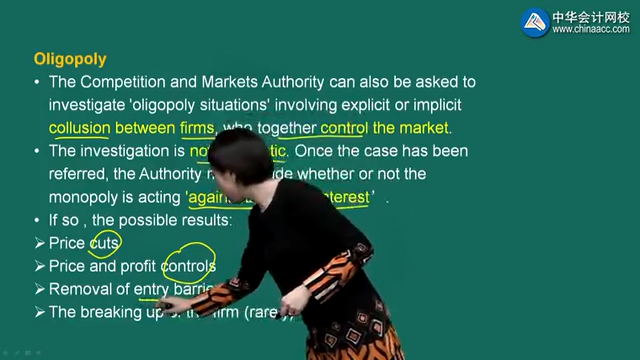 中华会计网校
www.chinaacc.com
Oligopoly
• The Competition and Markets Authority can also be asked to
investigate 'oligopoly situations' involving explicit or implicit
collusion between firms, who together control the market.
• The investigation is Once the case has been
referred, the Authority whether or not the
monopoly is acting
• If so , the possible results:
➢ Price cuts
➢ Price and profit controls
➢ Removal of entry
➢ The breaking up firm